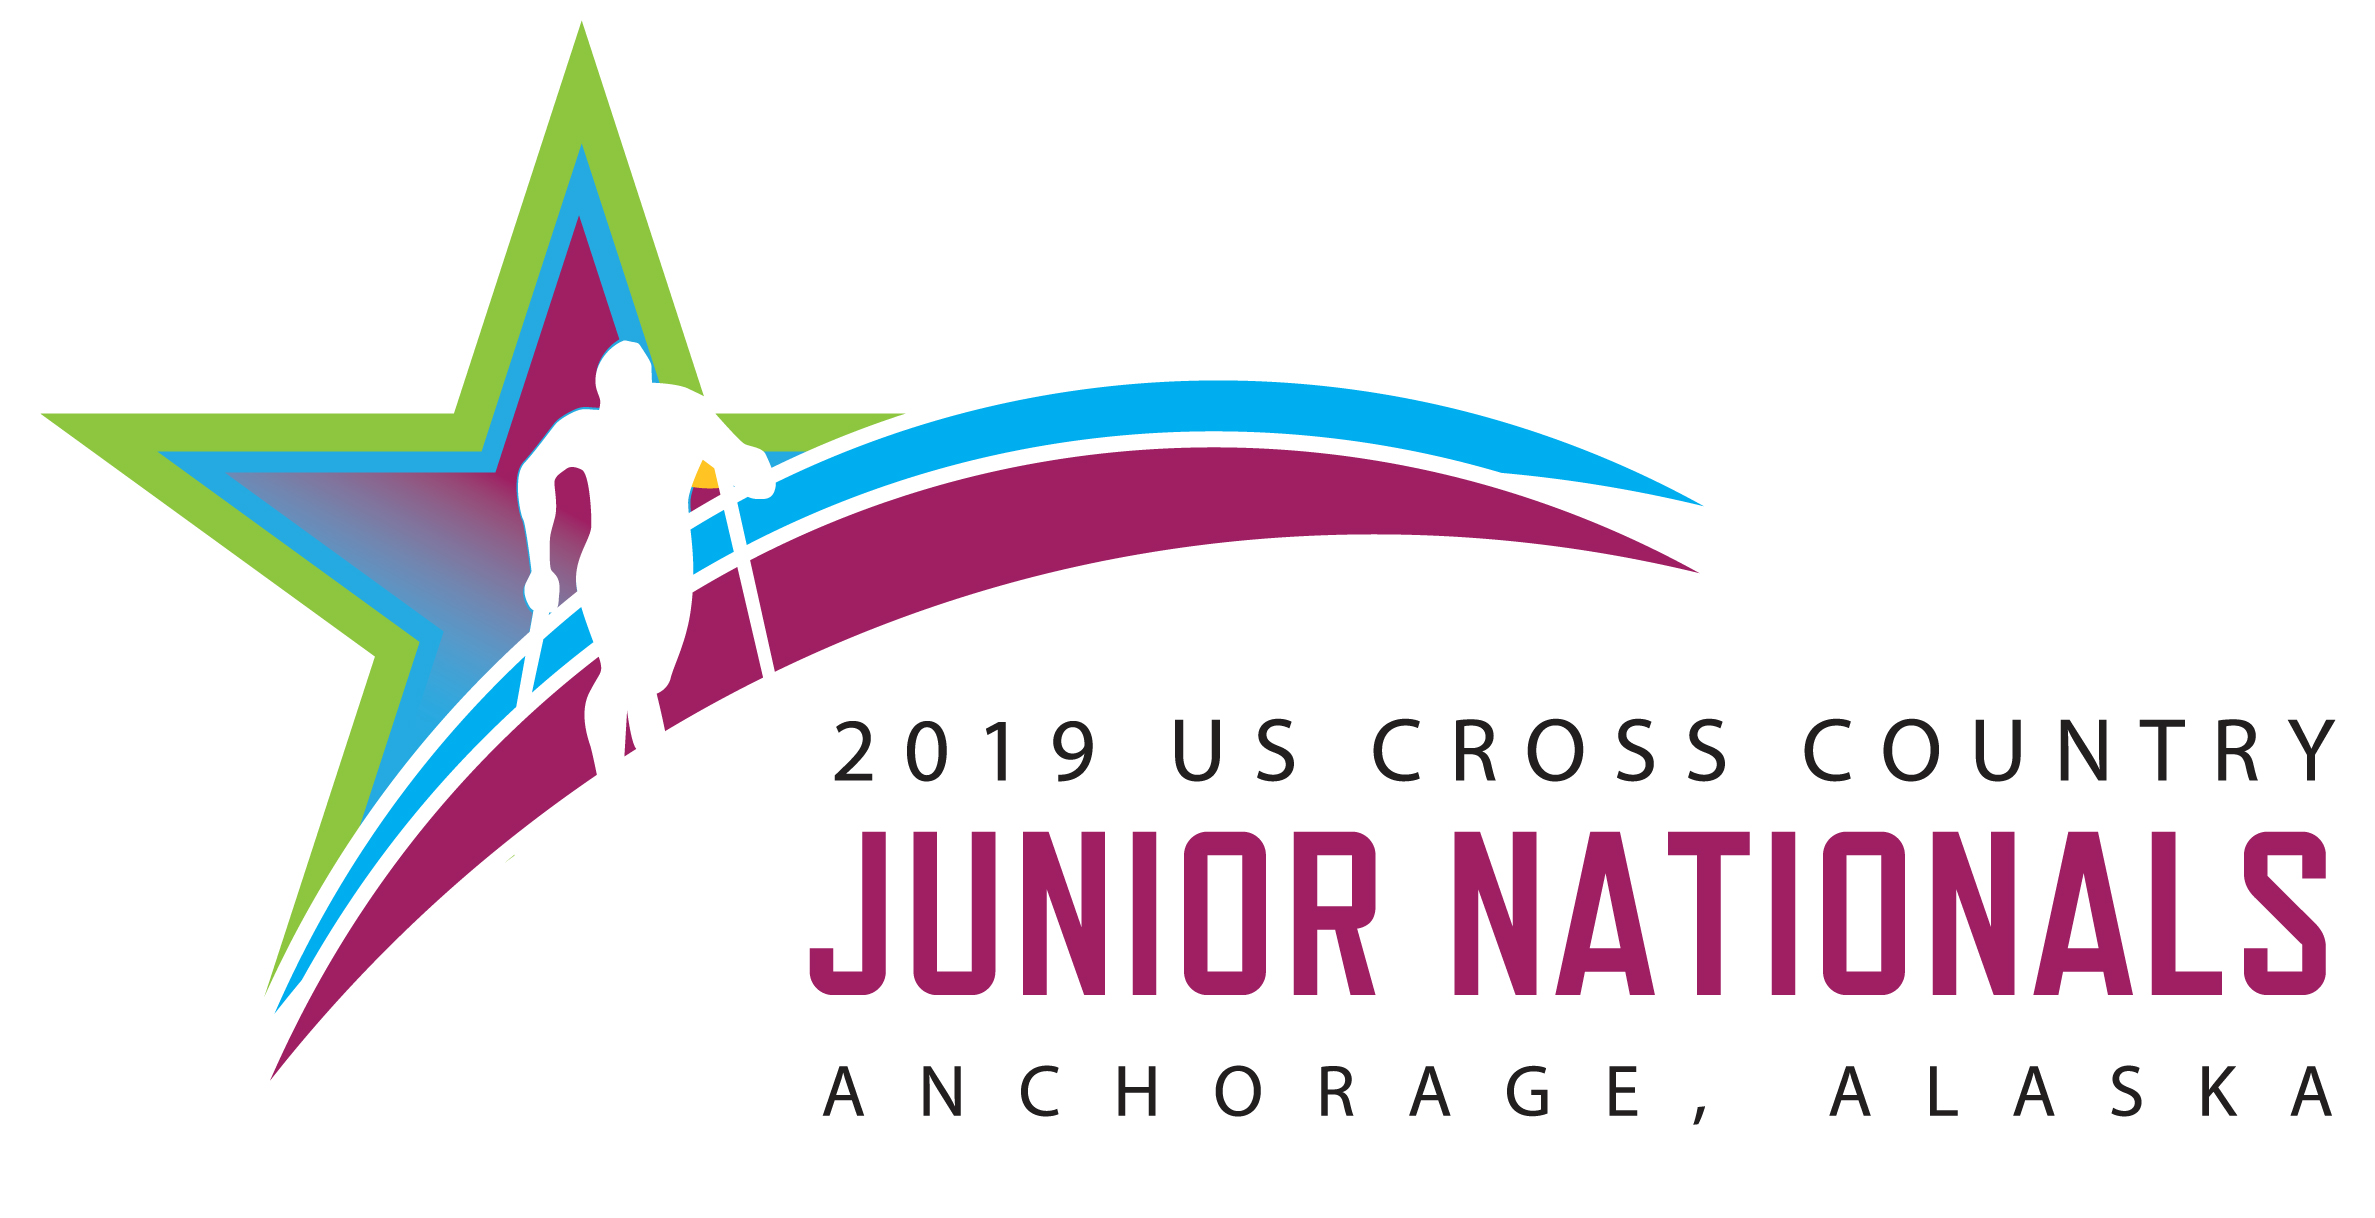 2019 US CROSS COUNTRY
JUNIOR NATIONALS
ANCHORAGE, ALASKA